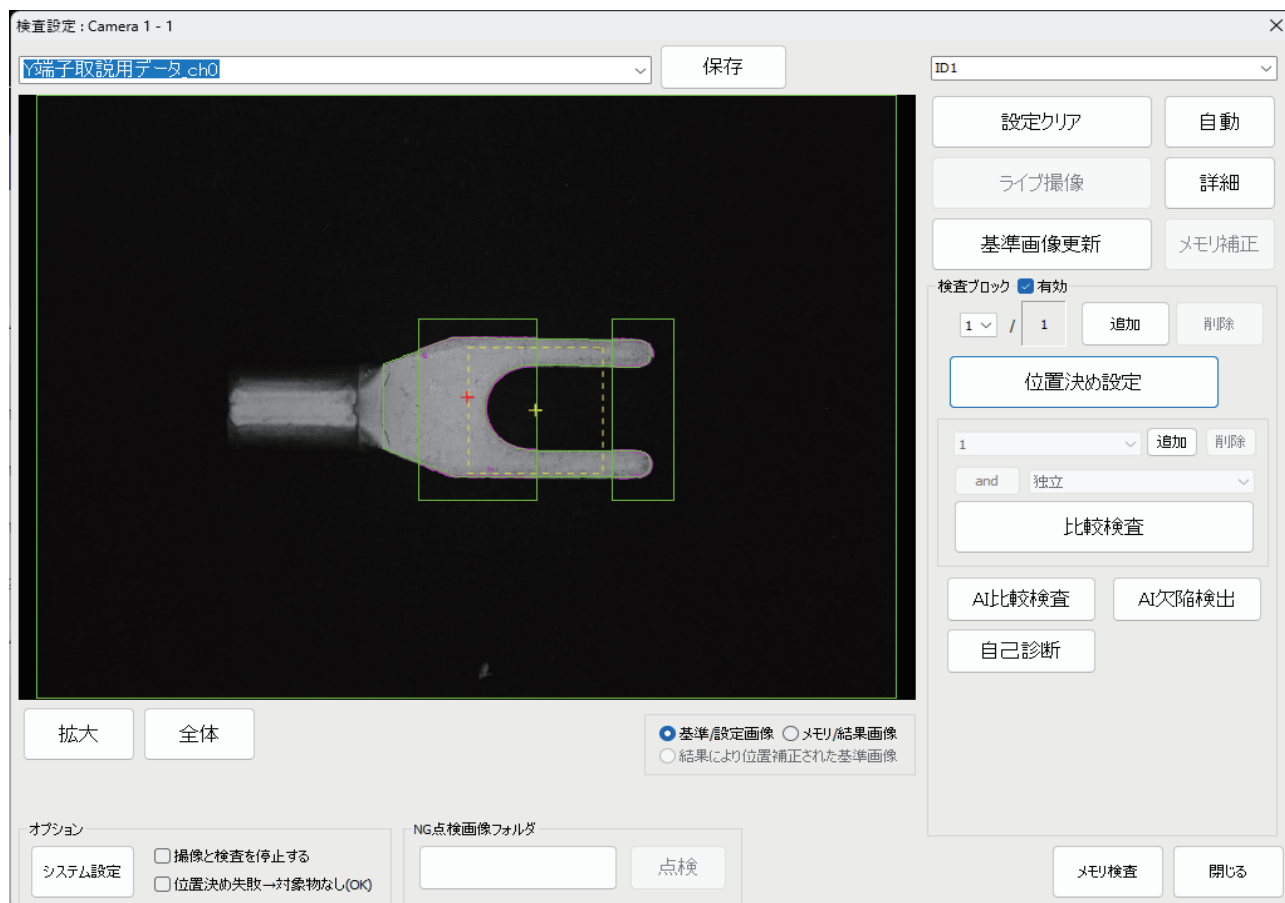 検査設定 : Camera 1 - 1
Y端子取説用データ_ch0
保存
ID1
設定クリア
自動
ライブ撮像
詳細
基準画像更新
メモリ補正
検査ブロック 有効
1 / 1 追加 削除
位置決め設定
1 追加 削除
and 独立
比較検査
AI比較検査 AI欠陥検出
自己診断
拡大 全体
基準/設定画像 メモリ/結果画像
結果により位置補正された基準画像
オプション
システム設定
撮像と検査を停止する
位置決め失敗→対象物なし(OK)
NG点検画像フォルダ
点検
メモリ検査
閉じる